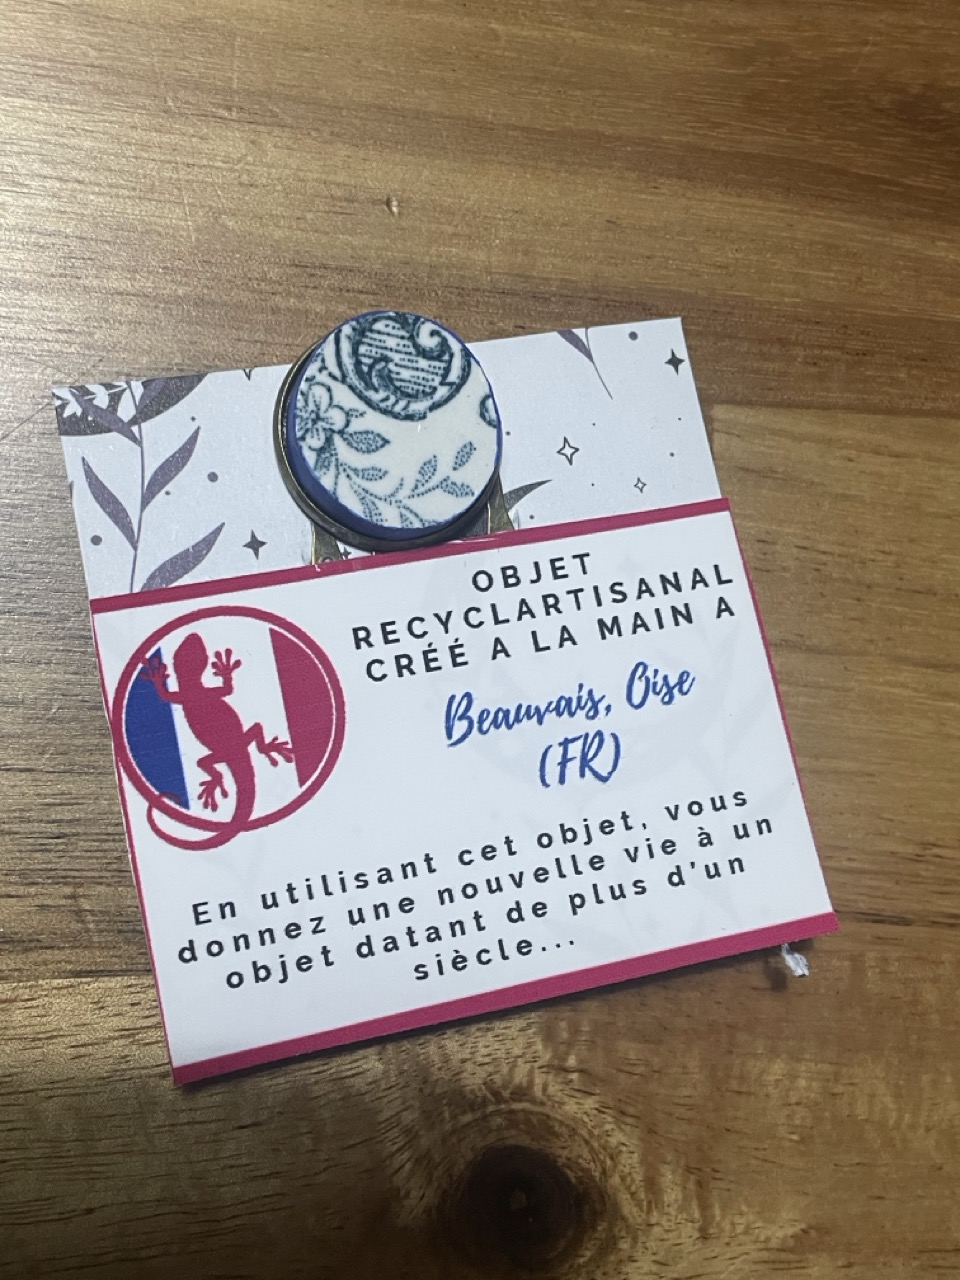 OBJET
RECYCLARTISANAL
CRÉÉ A LA MAIN A
Beauvais, Oise
(FR)
En utilisant cet objet, vous
donnez une nouvelle vie à un
objet datant de plus d'un
siècle...